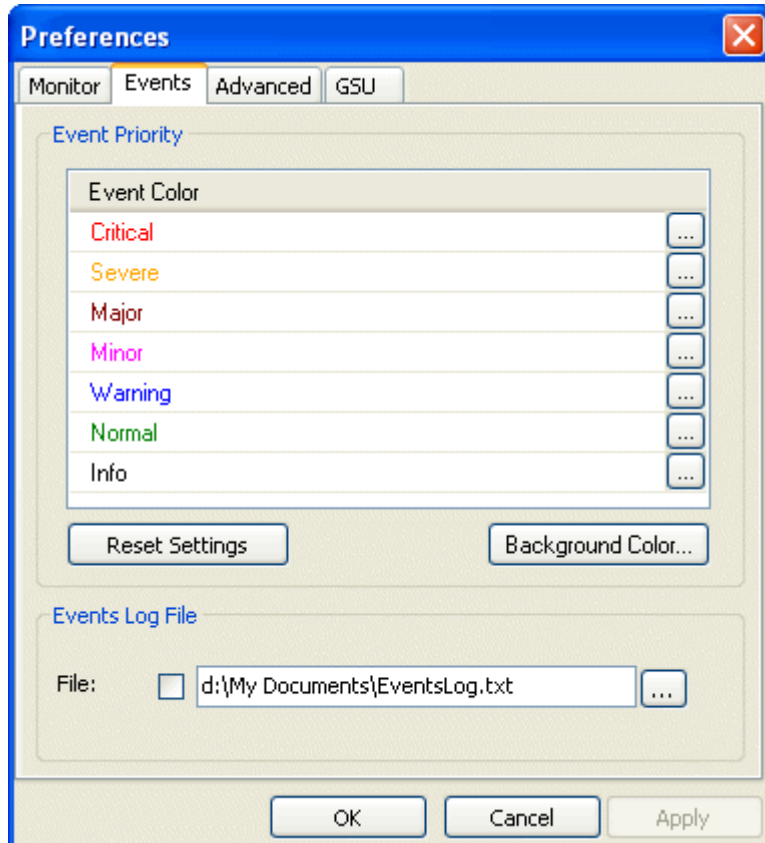 Preferences
Monitor Events Advanced GSU
Event Priority
Event Color
Critical ...
Severe ...
Major ...
Minor ...
Warning ...
Normal ...
Info ...
Reset Settings Background Color...
Events Log File
File: d:\My Documents\EventsLog.txt ...
OK Cancel Apply